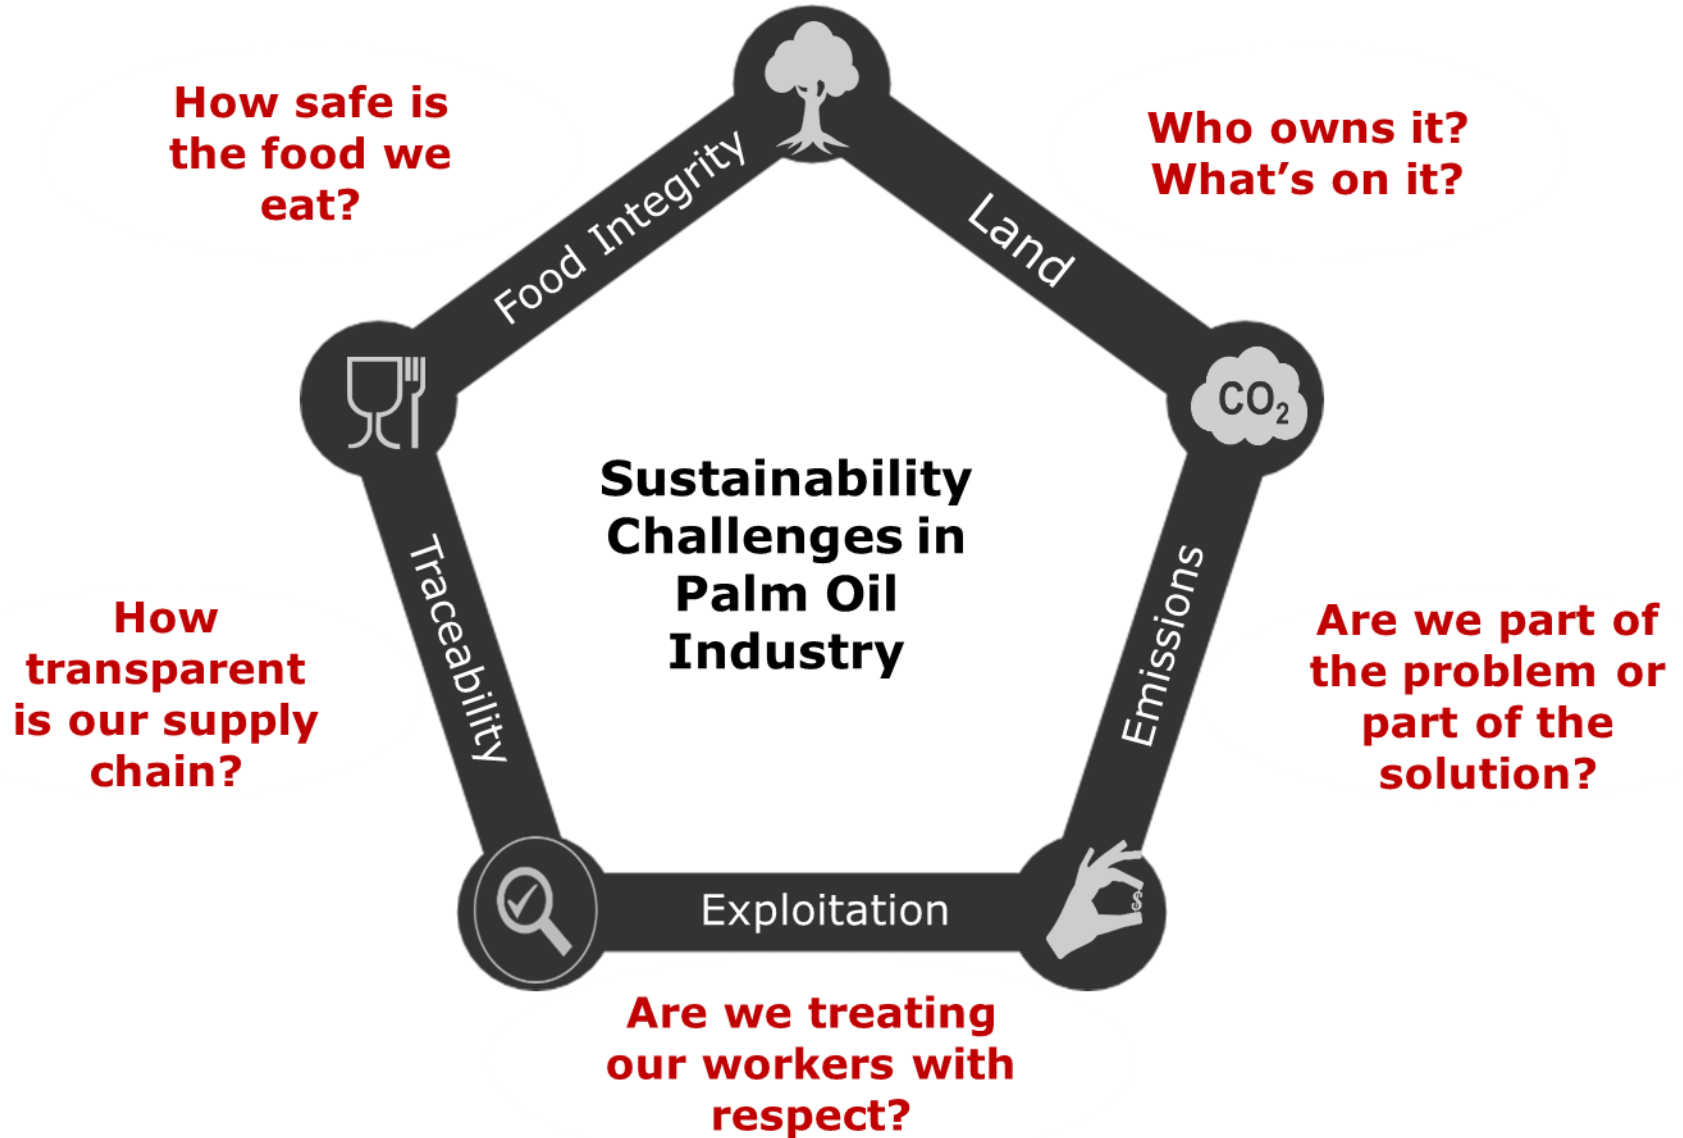 How safe is
the food we
eat?
Food Integrity
Land
Who owns it?
What's on it?
CO₂
Sustainability
Challenges in
Palm Oil
Industry
Traceability
Emissions
How
transparent
is our supply
chain?
Are we part of
the problem or
part of the
solution?
Exploitation
Are we treating
our workers with
respect?